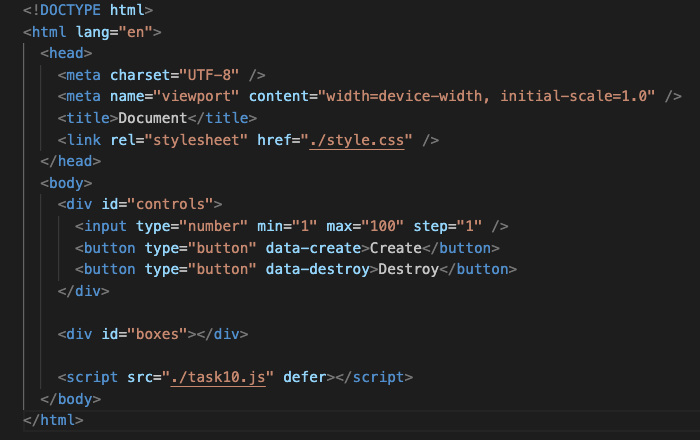 <!DOCTYPE html>
<html lang="en">
<head>
<meta charset="UTF-8" />
<meta name="viewport" content="width=device-width, initial-scale=1.0" />
<title>Document</title>
<link rel="stylesheet" href="./style.css" />
</head>
<body>
<div id="controls">
<input type="number" min="1" max="100" step="1" />
<button type="button" data-create>Create</button>
<button type="button" data-destroy>Destroy</button>
</div>
<div id="boxes"></div>
<script src="./task10.js" defer></script>
</body>
</html>